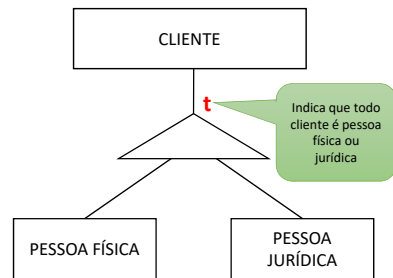 CLIENTE
t
Indica que todo
cliente é pessoa
física ou
jurídica
PESSOA FÍSICA
PESSOA
JURÍDICA